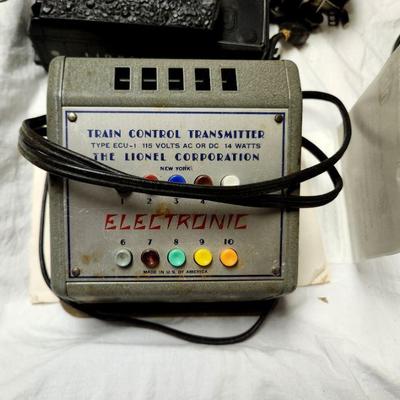 TRAIN CONTROL TRANSMITTER
TYPE ECU-1 115 VOLTS AC OR DC 14 WATTS
THE LIONEL CORPORATION
NEW YORK
1 2 3 4
ELECTRONIC
6 7 8 9 10
MADE IN U.S. OF AMERICA